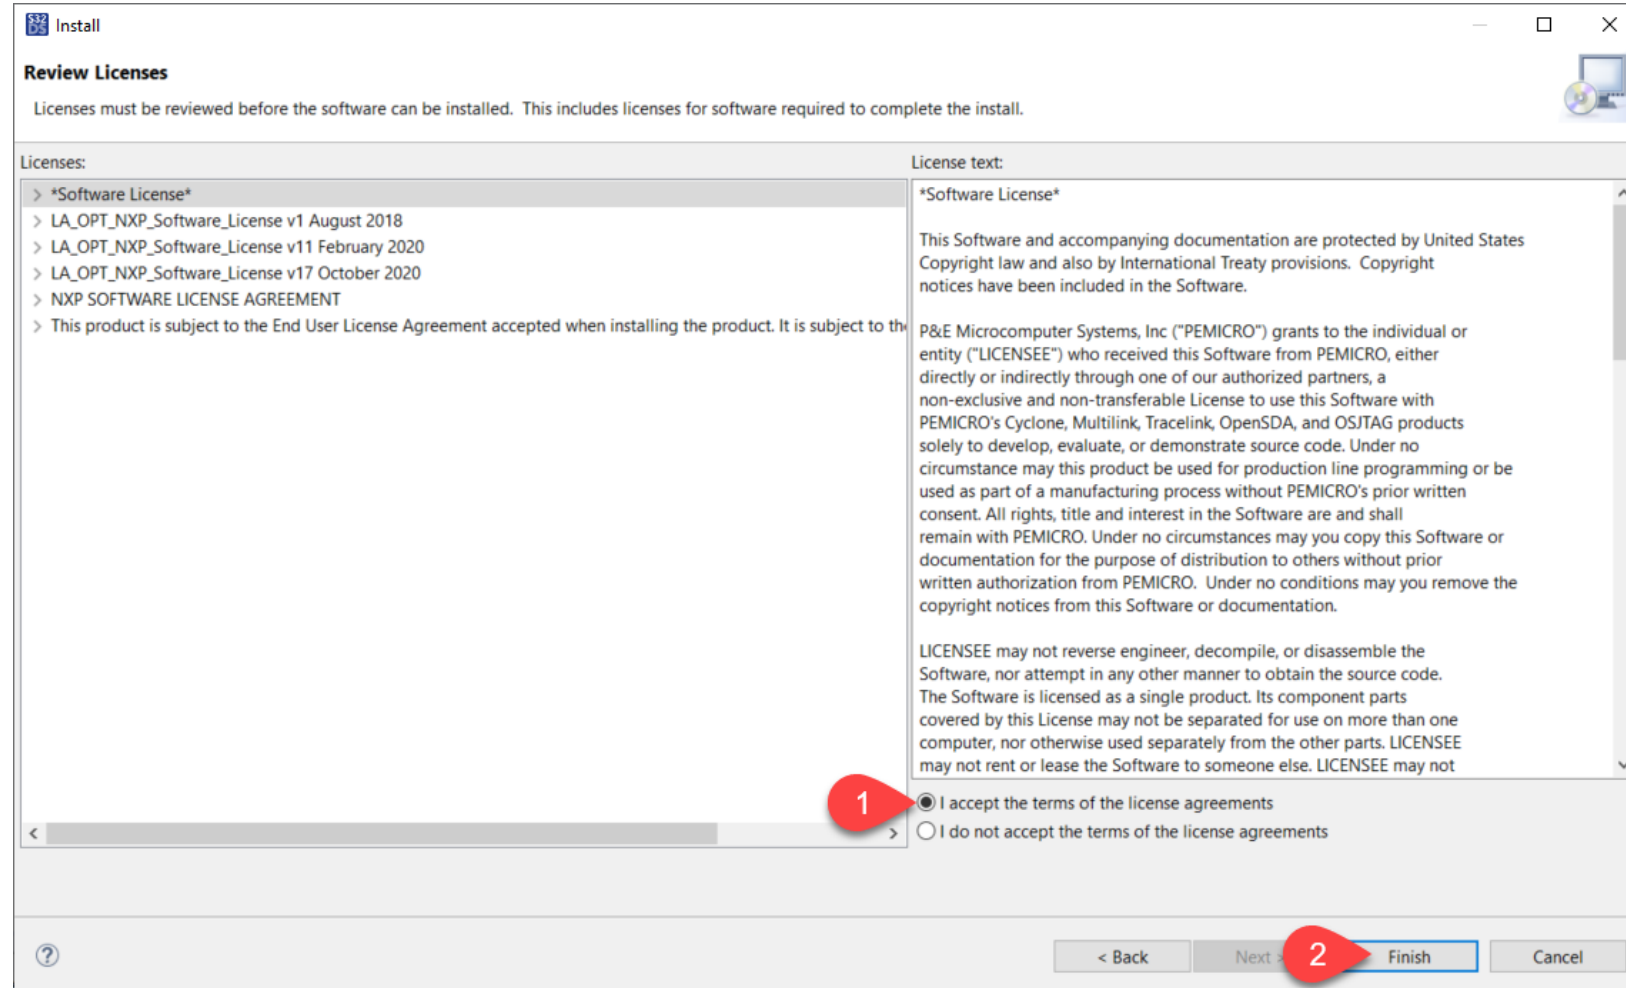 S32
DS
Install
Review Licenses
Licenses must be reviewed before the software can be installed.  This includes licenses for software required to complete the install.
Licenses:
*Software License*
LA_OPT_NXP_Software_License v1 August 2018
LA_OPT_NXP_Software_License v11 February 2020
LA_OPT_NXP_Software_License v17 October 2020
NXP SOFTWARE LICENSE AGREEMENT
This product is subject to the End User License Agreement accepted when installing the product. It is subject to the
License text:
*Software License*
This Software and accompanying documentation are protected by United States
Copyright law and also by International Treaty provisions.  Copyright
notices have been included in the Software.
P&E Microcomputer Systems, Inc ("PEMICRO") grants to the individual or
entity ("LICENSEE") who received this Software from PEMICRO, either
directly or indirectly through one of our authorized partners, a
non-exclusive and non-transferable License to use this Software with
PEMICRO's Cyclone, Multilink, Tracelink, OpenSDA, and OSJTAG products
solely to develop, evaluate, or demonstrate source code. Under no
circumstance may this product be used for production line programming or be
used as part of a manufacturing process without PEMICRO's prior written
consent. All rights, title and interest in the Software are and shall
remain with PEMICRO. Under no circumstances may you copy this Software or
documentation for the purpose of distribution to others without prior
written authorization from PEMICRO.  Under no conditions may you remove the
copyright notices from this Software or documentation.
LICENSEE may not reverse engineer, decompile, or disassemble the
Software, nor attempt in any other manner to obtain the source code.
The Software is licensed as a single product. Its component parts
covered by this License may not be separated for use on more than one
computer, nor otherwise used separately from the other parts. LICENSEE
may not rent or lease the Software to someone else. LICENSEE may not
1
I accept the terms of the license agreements
I do not accept the terms of the license agreements
?
< Back
Next >
2
Finish
Cancel